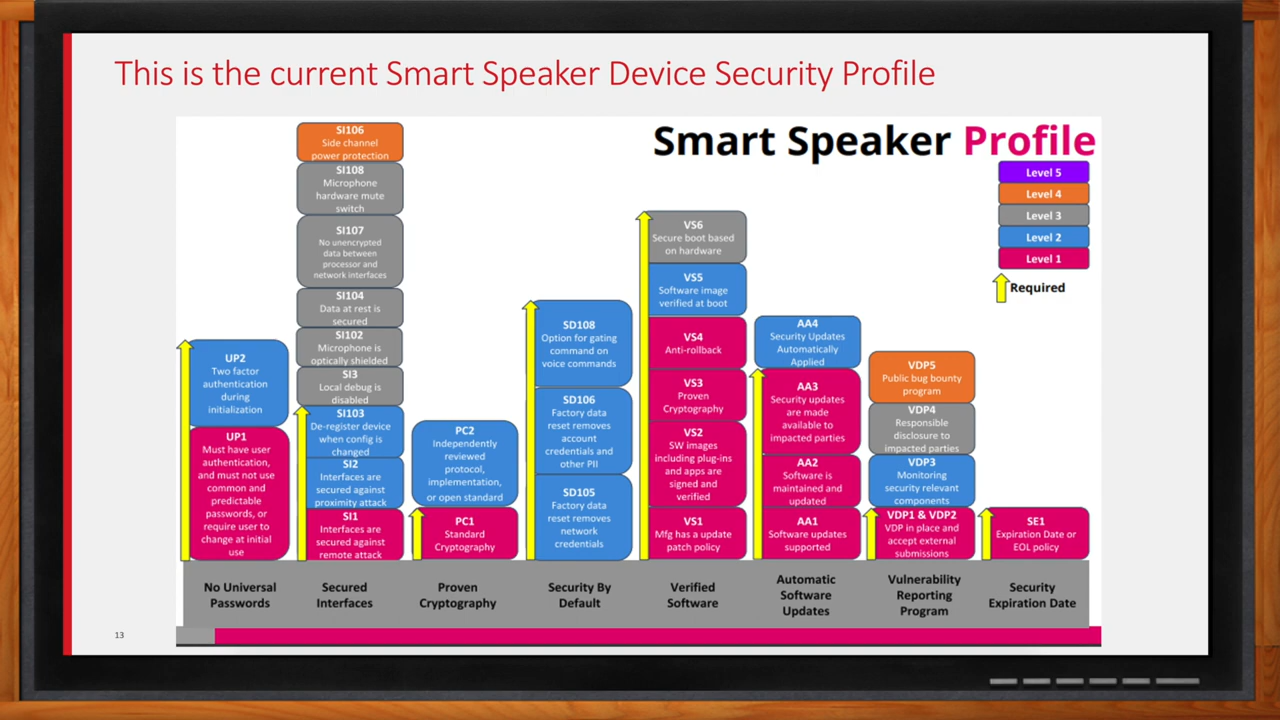 This is the current Smart Speaker Device Security Profile
Smart Speaker Profile
Level 5
Level 4
Level 3
Level 2
Level 1
Required
UP2
Two factor
authentication
during
initialization
UP1
Must have user
authentication,
and must not use
common and
predictable
passwords, or
require user to
change at initial
use
No Universal
Passwords
SI106
Side channel
power protection
SI108
Microphone
hardware mute
switch
SI107
No unencrypted
data between
processor and
network interfaces
SI104
Data at rest is
secured
SI102
Microphone is
optically shielded
SI3
Local debug is
disabled
SI103
De-register device
when config is
changed
SI2
Interfaces are
secured against
proximity attack
SI1
Interfaces are
secured against
remote attack
Secured
Interfaces
PC2
Independently
reviewed
protocol,
implementation,
or open standard
PC1
Standard
Cryptography
Proven
Cryptography
SD108
Option for gating
command on
voice commands
SD106
Factory data
reset removes
account
credentials and
other PII
SD105
Factory data
reset removes
network
credentials
Security By
Default
VS6
Secure boot based
on hardware
VS5
Software image
verified at boot
VS4
Anti-rollback
VS3
Proven
Cryptography
VS2
SW images
including plug-ins
and apps are
signed and
verified
VS1
Mfg has a update
patch policy
Verified
Software
AA4
Security Updates
Automatically
Applied
AA3
Security updates
are made
available to
impacted parties
AA2
Software is
maintained and
updated
AA1
Software updates
supported
Automatic
Software
Updates
VDP5
Public bug bounty
program
VDP4
Responsible
disclosure to
impacted parties
VDP3
Monitoring
security relevant
components
VDP1 & VDP2
VDP in place and
accept external
submissions
Vulnerability
Reporting
Program
SE1
Expiration Date or
EOL policy
Security
Expiration Date
13